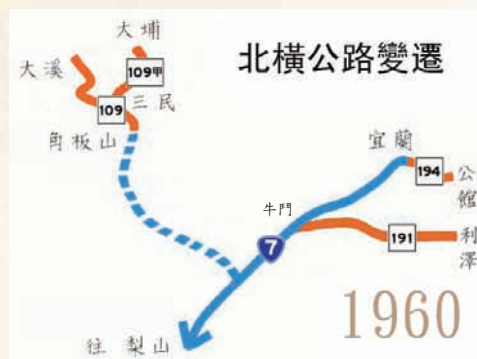 北橫公路變遷
大埔
大溪
109甲
109
三民
角板山
宜蘭
194
公館
牛鬥
7
191
利澤
往 梨山
1960